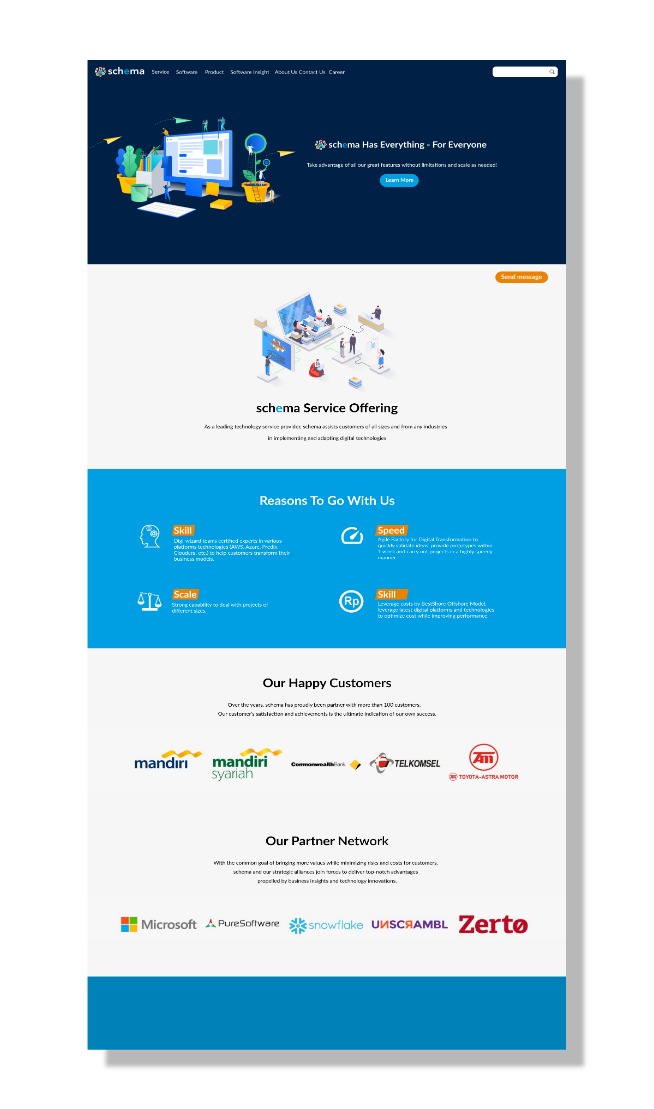 schema Service Software Product Software Insight About Us Contact Us Career
schema Has Everything - For Everyone
Take advantage of all our great features without limitations and scale as needed!
Learn More
Send message
schema Service Offering
As a leading technology service provider, schema assists customers of all sizes and from any industries
in implementing and adapting digital technologies
Reasons To Go With Us
Skill
Digi wizard teams certified experts in various
platforms technologies (AWS, Azure, Predix,
Cloudera, etc) to help customers transform their
business models.
Speed
Agile Factory for Digital Transformation to
quickly validate ideas, provide prototypes within
1 week and carry out projects in a highly speedy
manner
Scale
Strong capability to deal with projects of
different sizes.
Rp
Skill
Leverage costs by BestShore Offshore Model,
leverage latest digital platforms and technologies
to optimize cost while improving performance.
Our Happy Customers
Over the years, schema has proudly been partner with more than 100 customers.
Our customer's satisfaction and achievements is the ultimate indication of our own success.
mandiri
mandiri
syariah
CommonwealthBank
TELKOMSEL
TOYOTA-ASTRA MOTOR
Our Partner Network
With the common goal of bringing more values while minimizing risks and costs for customers,
schema and our strategic alliances join forces to deliver top-notch advantages
propelled by business insights and technology innovations.
Microsoft
PureSoftware
snowflake
UИSCЯAMBL
Zerto